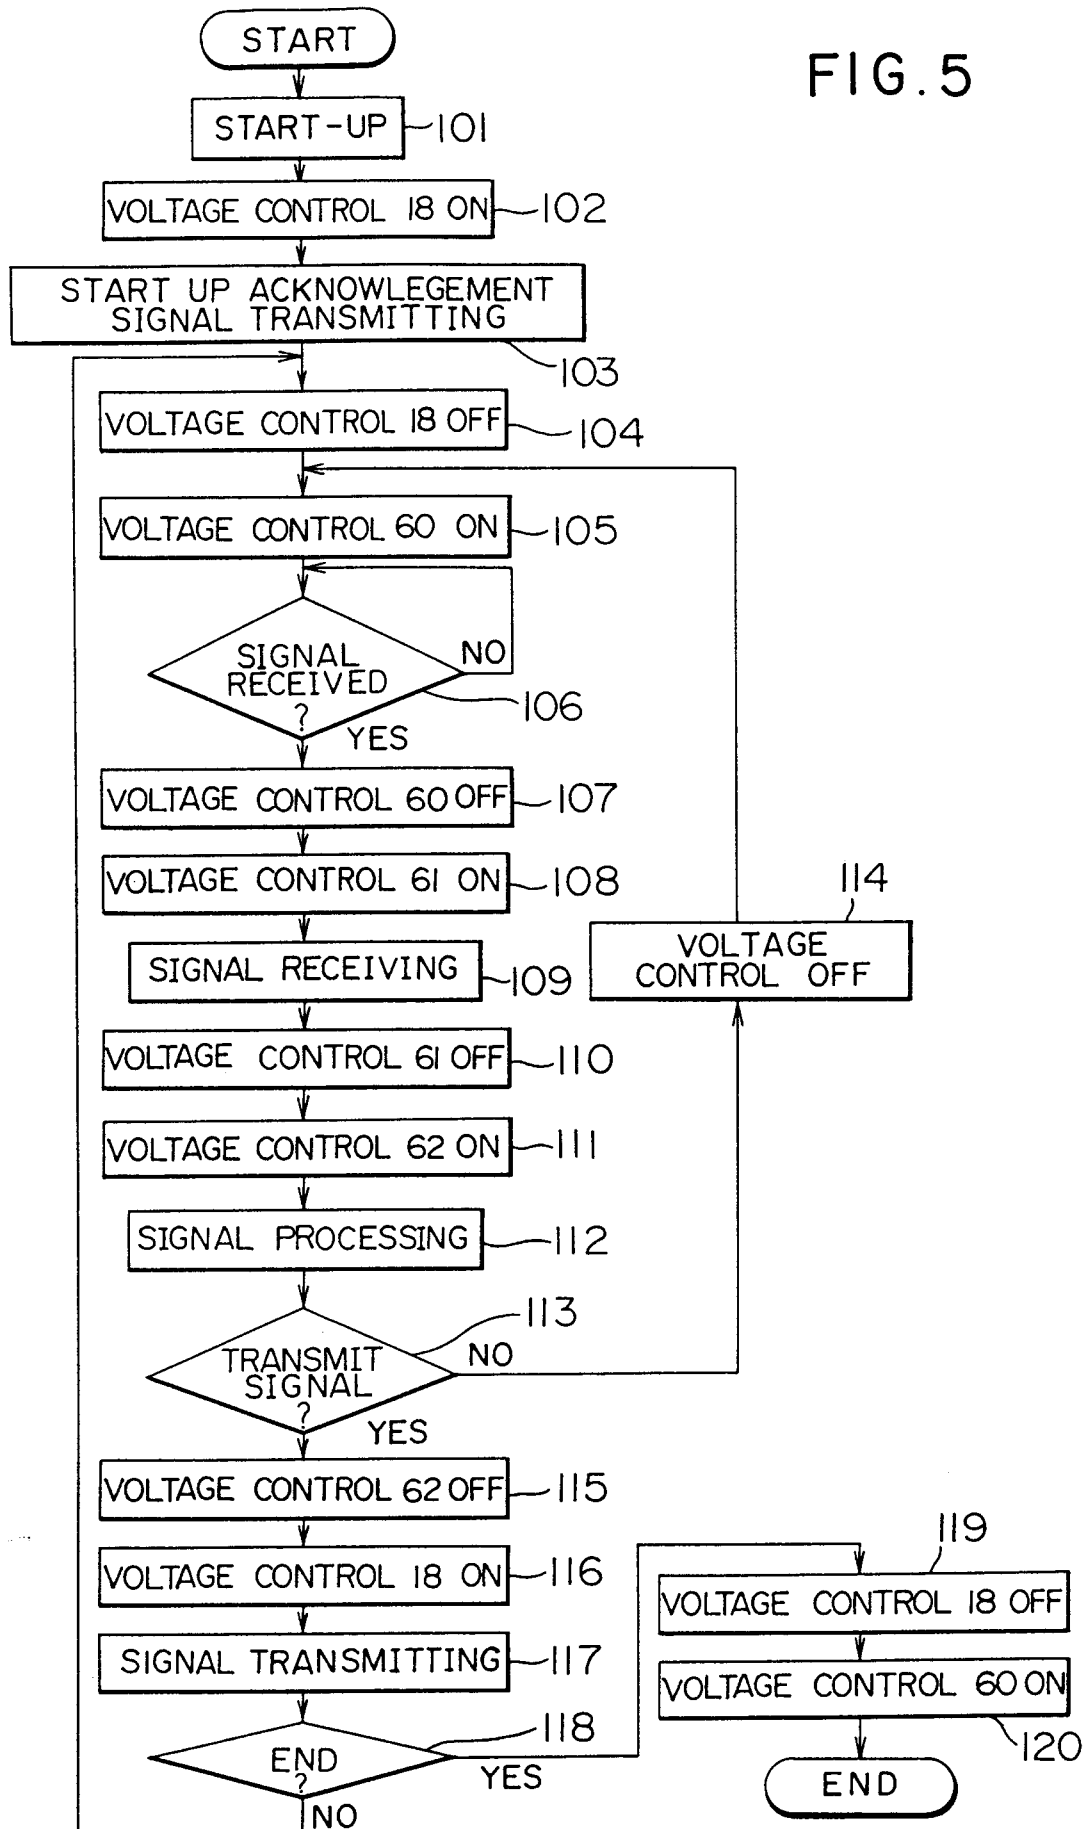 START
FIG.5
START-UP
101
VOLTAGE CONTROL 18 ON
102
START UP ACKNOWLEGEMENT
SIGNAL TRANSMITTING
103
VOLTAGE CONTROL 18 OFF
104
VOLTAGE CONTROL 60 ON
105
SIGNAL
RECEIVED
?
NO
106
YES
VOLTAGE CONTROL 60 OFF
107
VOLTAGE CONTROL 61 ON
108
114
VOLTAGE
CONTROL OFF
SIGNAL RECEIVING
109
VOLTAGE CONTROL 61 OFF
110
VOLTAGE CONTROL 62 ON
111
SIGNAL PROCESSING
112
113
TRANSMIT
SIGNAL
?
NO
YES
VOLTAGE CONTROL 62 OFF
115
VOLTAGE CONTROL 18 ON
116
119
VOLTAGE CONTROL 18 OFF
SIGNAL TRANSMITTING
117
VOLTAGE CONTROL 60 ON
120
118
END
?
YES
END
NO